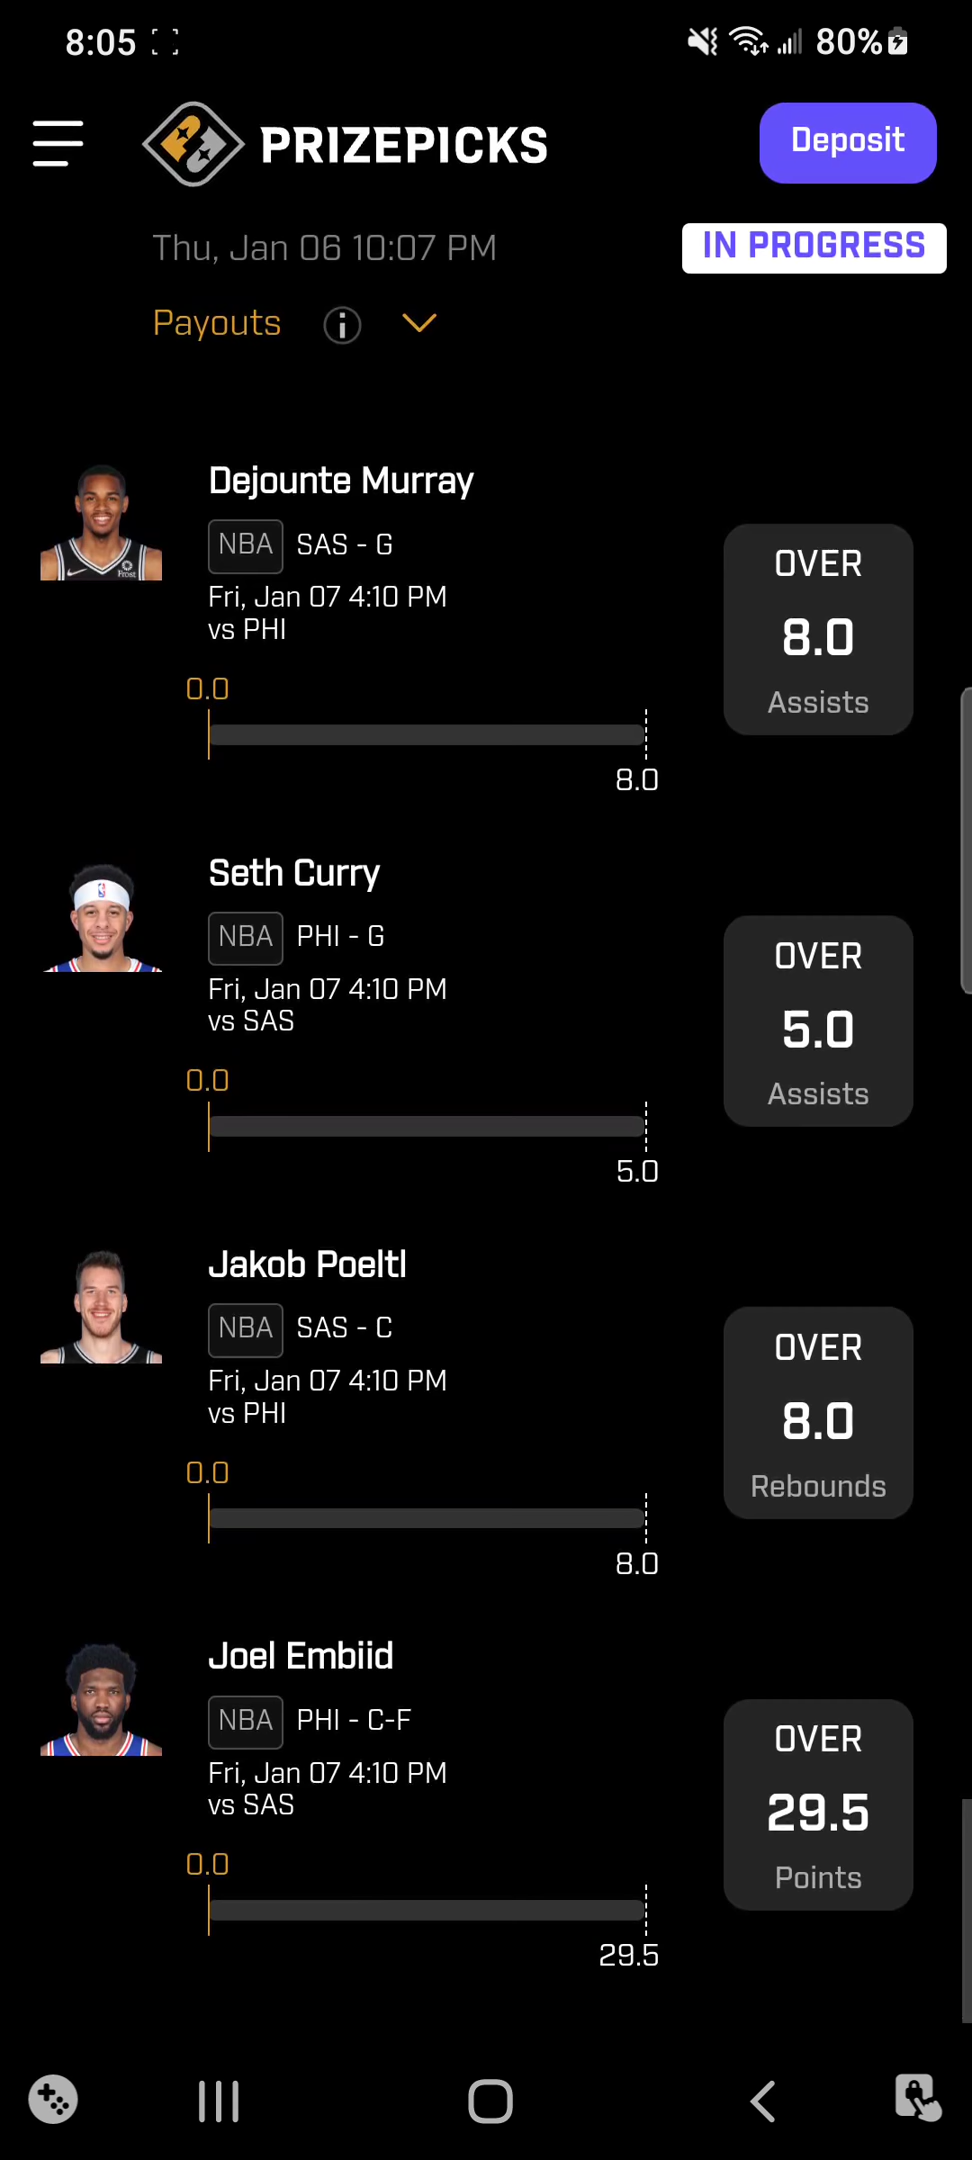 8:05 80%
PRIZEPICKS
Deposit
Thu, Jan 06 10:07 PM
IN PROGRESS
Payouts i
Dejounte Murray
NBA SAS - G
Fri, Jan 07 4:10 PM
vs PHI
OVER
8.0
Assists
0.0
8.0
Seth Curry
NBA PHI - G
Fri, Jan 07 4:10 PM
vs SAS
OVER
5.0
Assists
0.0
5.0
Jakob Poeltl
NBA SAS - C
Fri, Jan 07 4:10 PM
vs PHI
OVER
8.0
Rebounds
0.0
8.0
Joel Embiid
NBA PHI - C-F
Fri, Jan 07 4:10 PM
vs SAS
OVER
29.5
Points
0.0
29.5